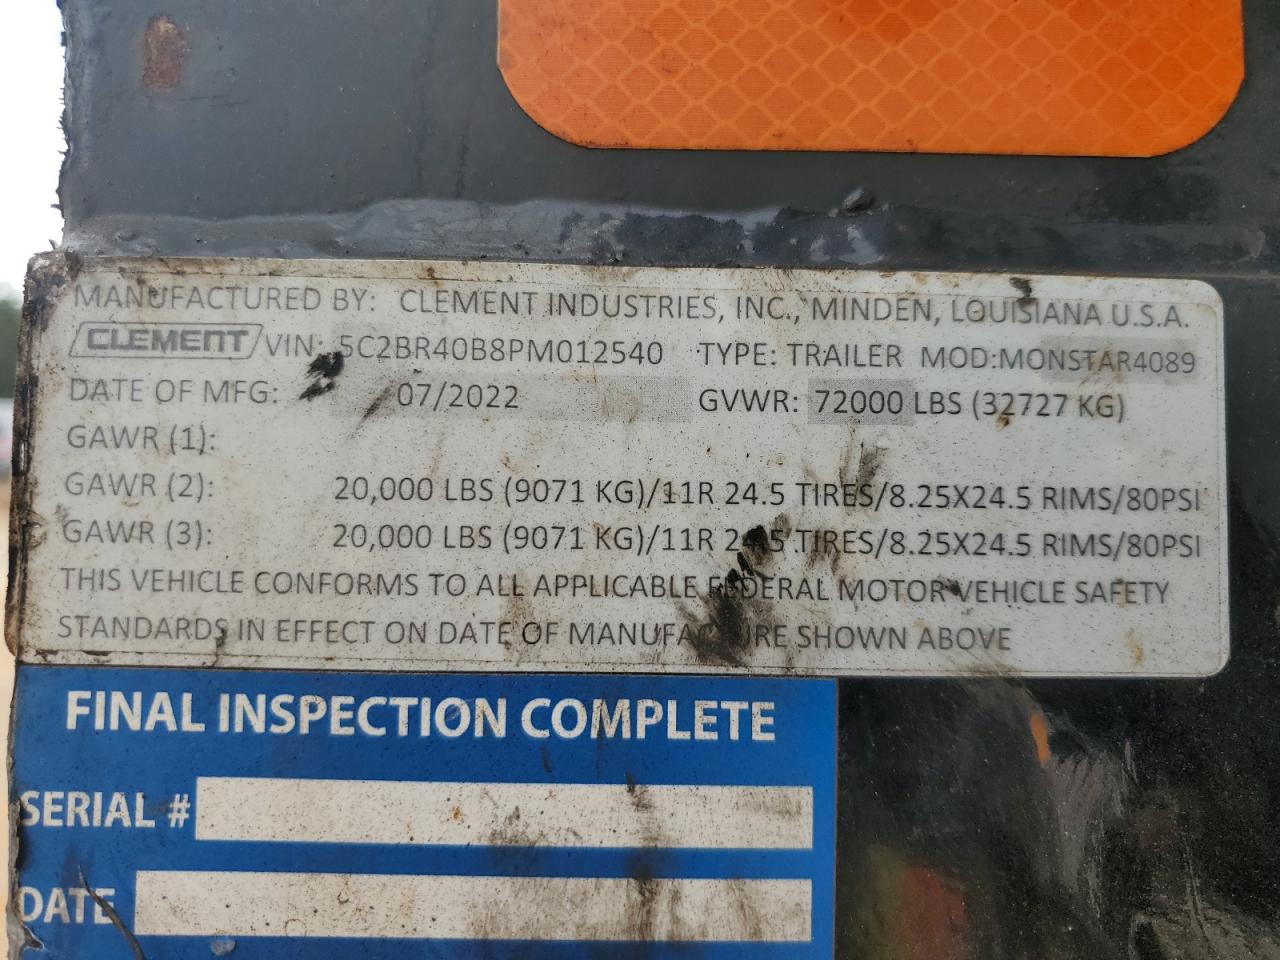 MANUFACTURED BY: CLEMENT INDUSTRIES, INC., MINDEN, LOUISIANA U.S.A.
CLEMENT VIN: 5C2BR40B8PM012540 TYPE: TRAILER MOD:MONSTAR4089
DATE OF MFG: 07/2022 GVWR: 72000 LBS (32727 KG)
GAWR (1):
GAWR (2): 20,000 LBS (9071 KG)/11R 24.5 TIRES/8.25X24.5 RIMS/80PSI
GAWR (3): 20,000 LBS (9071 KG)/11R 24.5 TIRES/8.25X24.5 RIMS/80PSI
THIS VEHICLE CONFORMS TO ALL APPLICABLE FEDERAL MOTOR VEHICLE SAFETY
STANDARDS IN EFFECT ON DATE OF MANUFACTURE SHOWN ABOVE
FINAL INSPECTION COMPLETE
SERIAL #
DATE